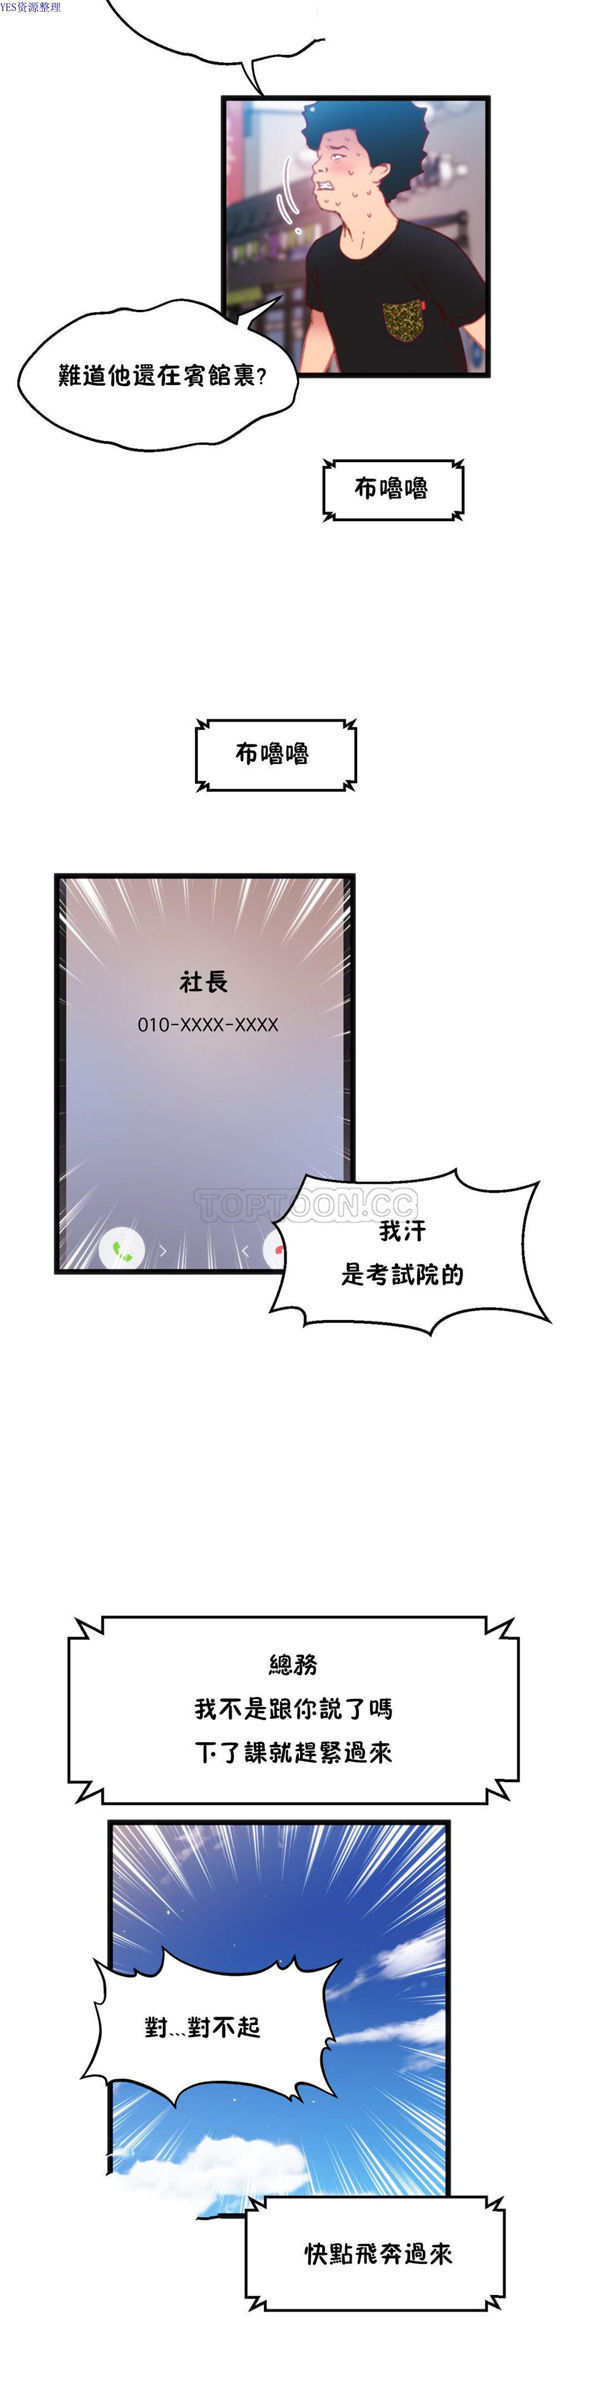 YES资源整理
難道他還在賓館裏?
布嚕嚕
布嚕嚕
社長
010-XXXX-XXXX
TOPTOON.CC
我汗
是考試院的
總務
我不是跟你説了嗎
下了課就趕緊過來
對...對不起
快點飛奔過來